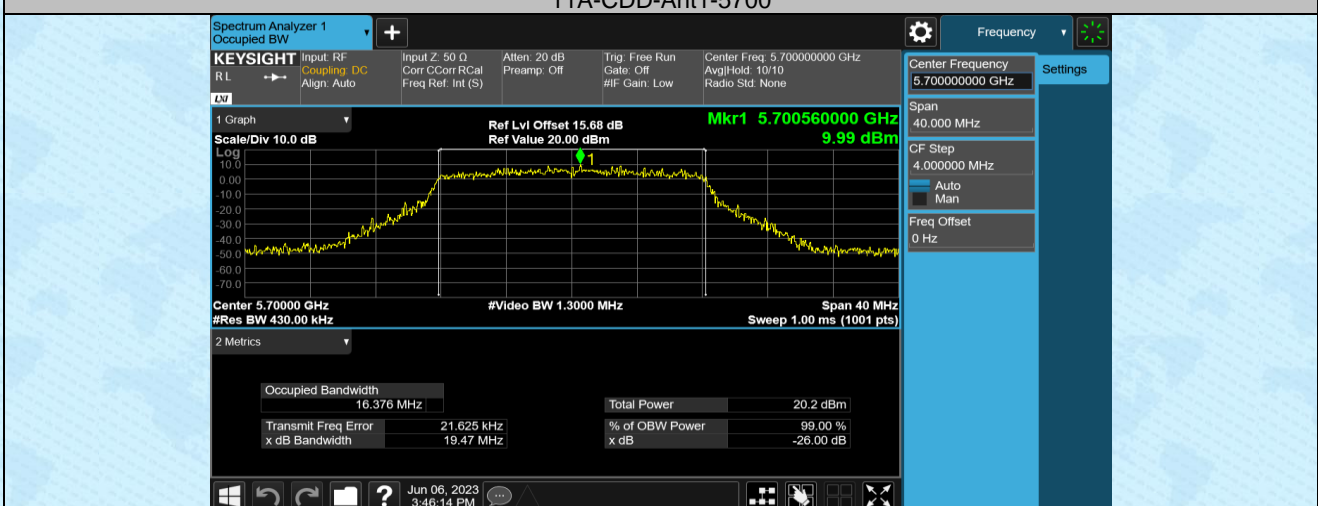 11A-CDD-Ant1-5700
Spectrum Analyzer 1
Occupied BW
Frequency
KEYSIGHT
R L
LXI
Input: RF
Coupling: DC
Align: Auto
Input Z: 50 Ω
Corr CCorr RCal
Freq Ref: Int (S)
Atten: 20 dB
Preamp: Off
Trig: Free Run
Gate: Off
#IF Gain: Low
Center Freq: 5.700000000 GHz
Avg|Hold: 10/10
Radio Std: None
Center Frequency
5.700000000 GHz
Settings
Span
40.000 MHz
CF Step
4.000000 MHz
Auto
Man
Freq Offset
0 Hz
1 Graph
Scale/Div 10.0 dB
Ref Lvl Offset 15.68 dB
Ref Value 20.00 dBm
Mkr1 5.700560000 GHz
9.99 dBm
Log
10.0
0.00
-10.0
-20.0
-30.0
-40.0
-50.0
-60.0
-70.0
1
Center 5.70000 GHz
#Res BW 430.00 kHz
#Video BW 1.3000 MHz
Span 40 MHz
Sweep 1.00 ms (1001 pts)
2 Metrics
Occupied Bandwidth
16.376 MHz
Total Power 20.2 dBm
Transmit Freq Error 21.625 kHz
% of OBW Power 99.00 %
x dB Bandwidth 19.47 MHz
x dB -26.00 dB
?
Jun 06, 2023
3:46:14 PM